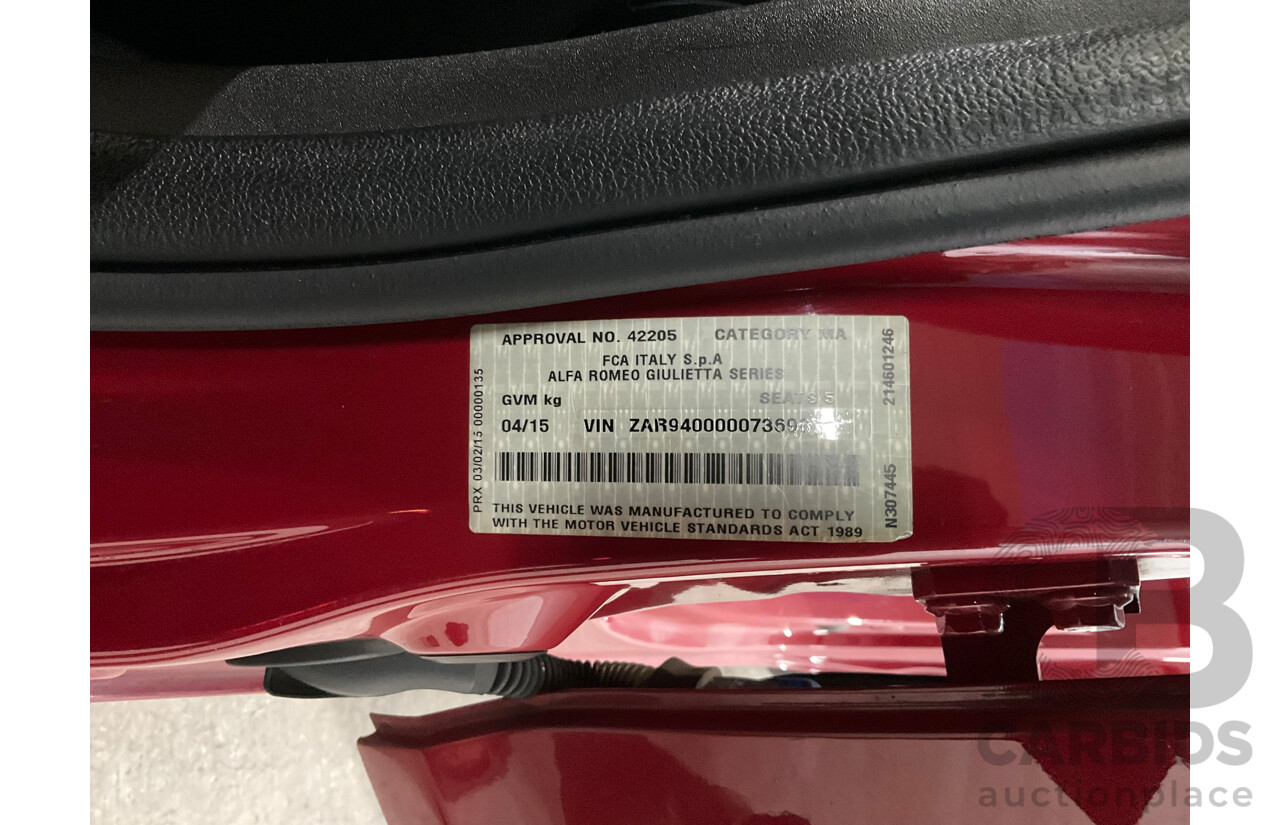 APPROVAL NO. 42205 CATEGORY MA
FCA ITALY S.p.A
ALFA ROMEO GIULIETTA SERIES
GVM kg SEATS 5
04/15 VIN
THIS VEHICLE WAS MANUFACTURED TO COMPLY
WITH THE MOTOR VEHICLE STANDARDS ACT 1989
PRX 03/02/15 00000135
214601246
N307445
B
CARBIDS
auctionplace